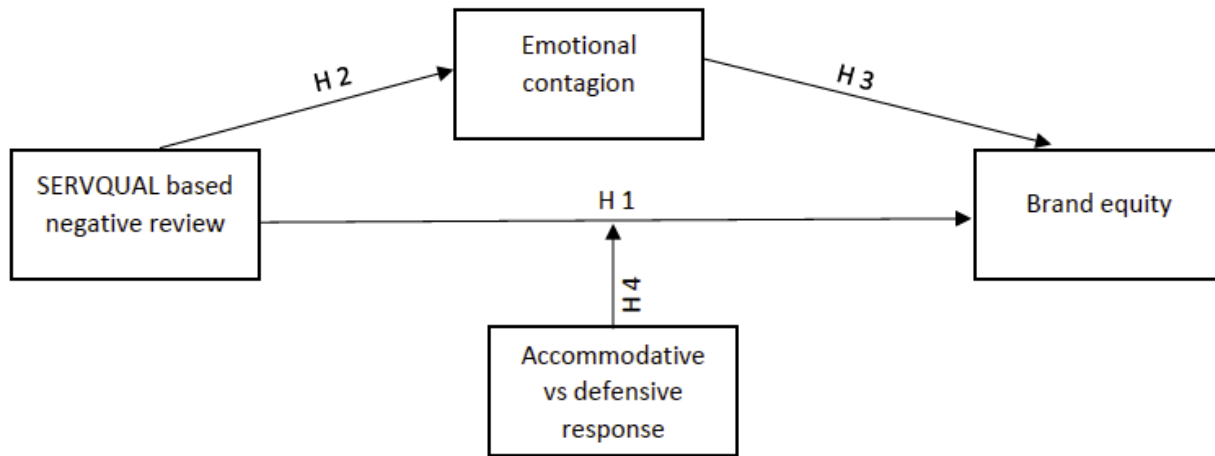 Emotional
contagion
H 2
H 3
SERVQUAL based
negative review
H 1
Brand equity
H 4
Accommodative
vs defensive
response